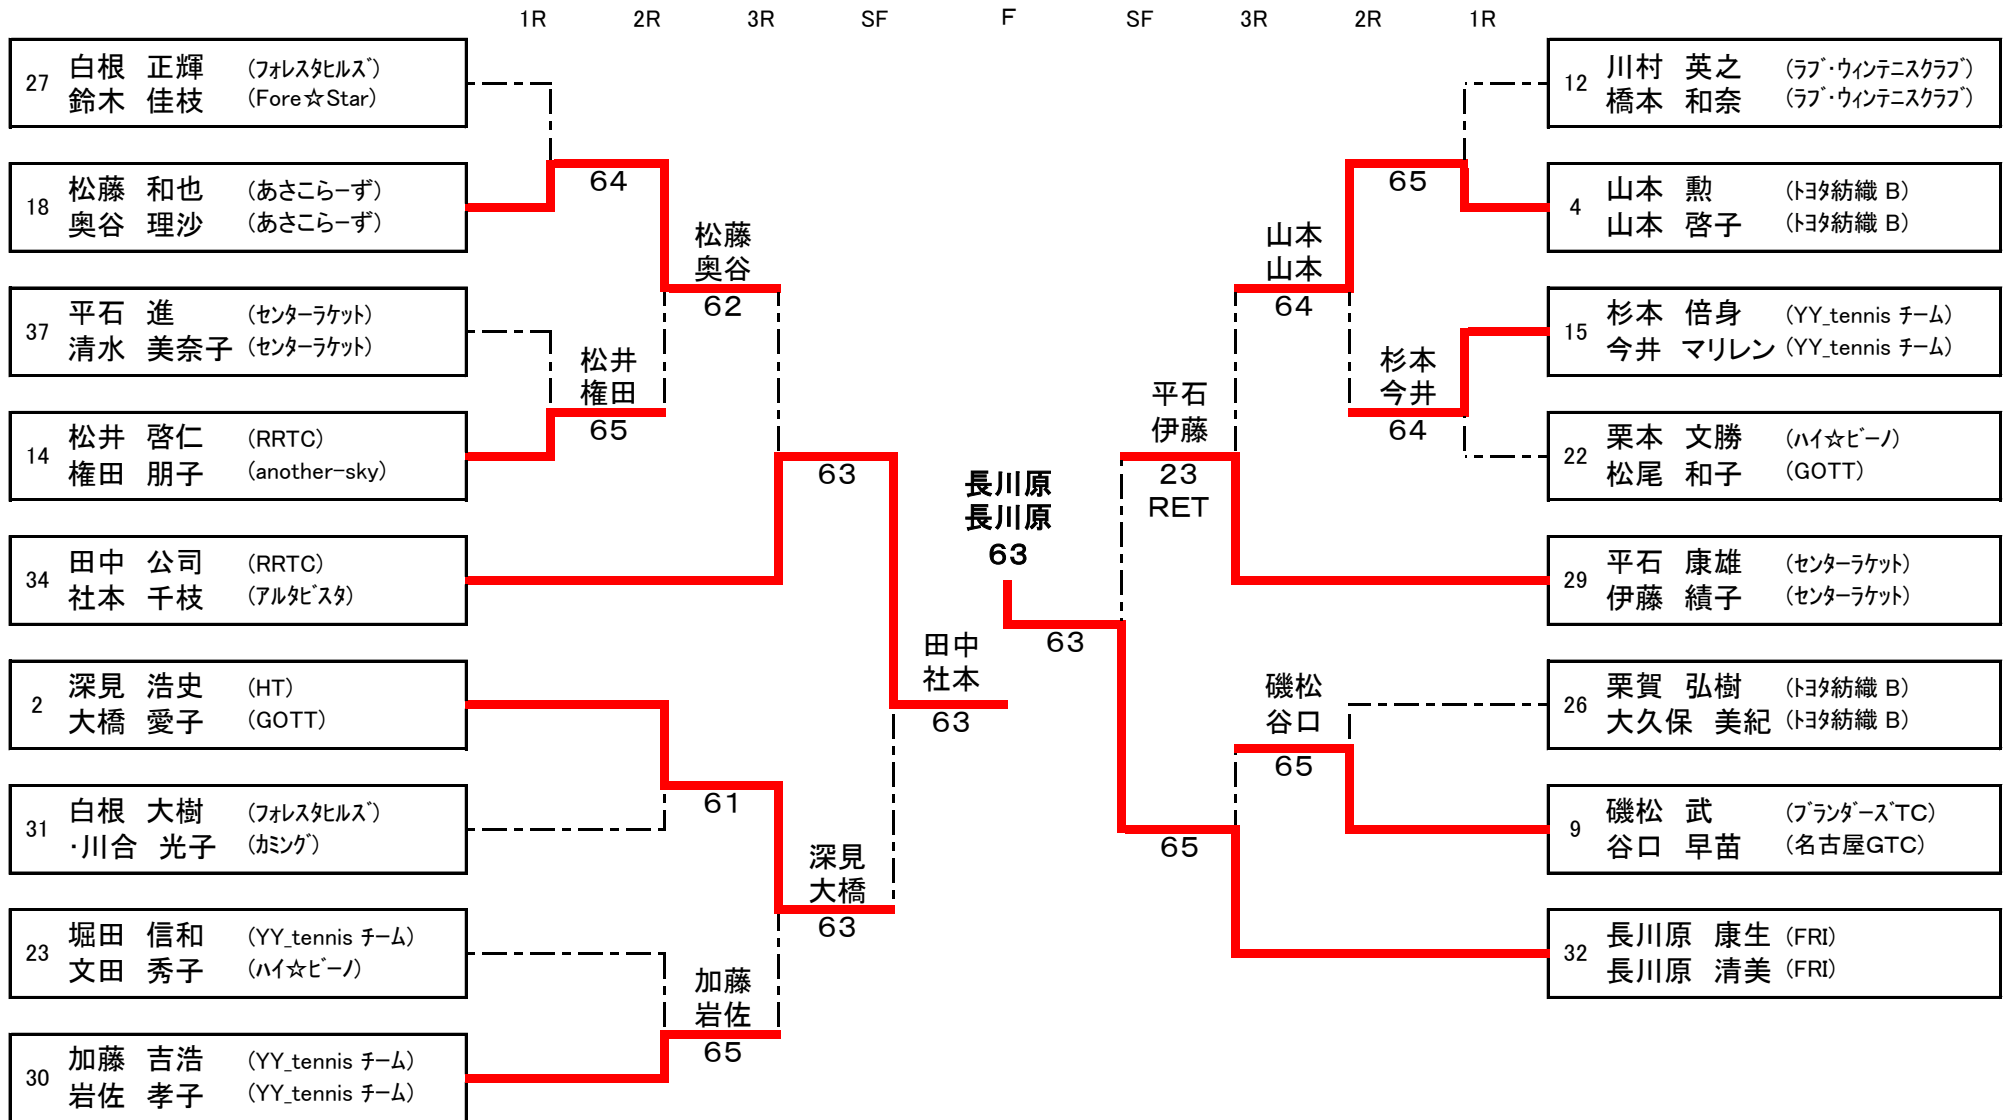 1R 2R 3R SF F SF 3R 2R 1R
27 白根 正輝 (フォレスタヒルズ)
鈴木 佳枝 (Fore☆Star)
18 松藤 和也 (あさこらーず)
奥谷 理沙 (あさこらーず)
37 平石 進 (センターラケット)
清水 美奈子 (センターラケット)
14 松井 啓仁 (RRTC)
権田 朋子 (another-sky)
34 田中 公司 (RRTC)
社本 千枝 (アルタビスタ)
2 深見 浩史 (HT)
大橋 愛子 (GOTT)
31 白根 大樹 (フォレスタヒルズ)
・川合 光子 (カミング)
23 堀田 信和 (YY_tennis チーム)
文田 秀子 (ハイ☆ビーノ)
30 加藤 吉浩 (YY_tennis チーム)
岩佐 孝子 (YY_tennis チーム)
64
松井
権田
65
松藤
奥谷
62
61
加藤
岩佐
65
63
深見
大橋
63
田中
社本
63
長川原
長川原
63
63
平石
伊藤
23
RET
65
山本
山本
64
磯松
谷口
65
65
杉本
今井
64
12 川村 英之 (ラブ・ウィンテニスクラブ)
橋本 和奈 (ラブ・ウィンテニスクラブ)
4 山本 勲 (トヨタ紡織 B)
山本 啓子 (トヨタ紡織 B)
15 杉本 倍身 (YY_tennis チーム)
今井 マリレン (YY_tennis チーム)
22 栗本 文勝 (ハイ☆ビーノ)
松尾 和子 (GOTT)
29 平石 康雄 (センターラケット)
伊藤 績子 (センターラケット)
26 栗賀 弘樹 (トヨタ紡織 B)
大久保 美紀 (トヨタ紡織 B)
9 磯松 武 (ブランダーズTC)
谷口 早苗 (名古屋GTC)
32 長川原 康生 (FRI)
長川原 清美 (FRI)